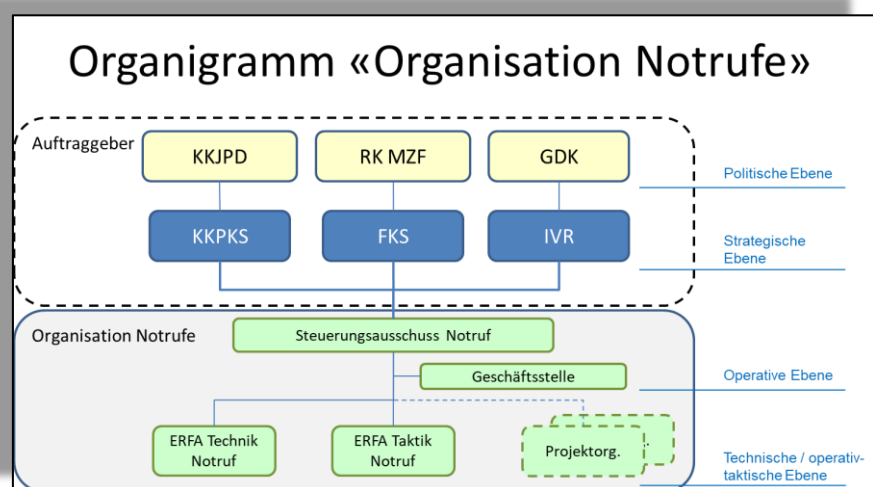 Organigramm «Organisation Notrufe»
Auftraggeber
KKJPD
RK MZF
GDK
Politische Ebene
KKPKS
FKS
IVR
Strategische
Ebene
Organisation Notrufe
Steuerungsausschuss Notruf
Geschäftsstelle
Operative Ebene
ERFA Technik
Notruf
ERFA Taktik
Notruf
Projektorg.
Technische / operativ-
taktische Ebene